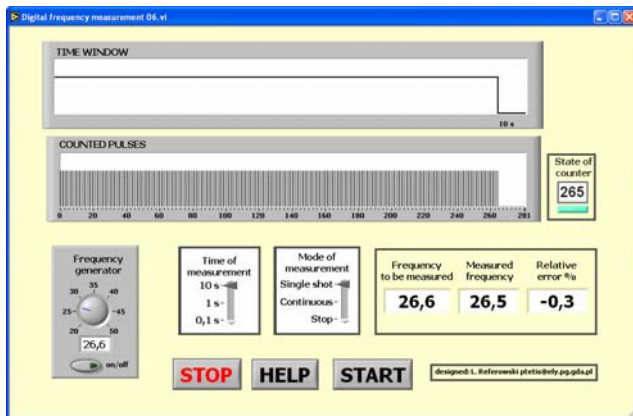 Digital frequency measurement 06.vi
TIME WINDOW
10 s
COUNTED PULSES
0 20 40 60 80 100 120 140 160 180 200 220 240 260 281
State of
counter
265
Frequency
generator
35
30 40
25 45
20 50
26,6
on/off
Time of
measurement
10 s
1 s
0,1 s
Mode of
measurement
Single shot
Continuous
Stop
Frequency
to be measured
26,6
Measured
frequency
26,5
Relative
error %
-0,3
STOP HELP START
designed: L. Referowski ptetis@ely.pg.gda.pl